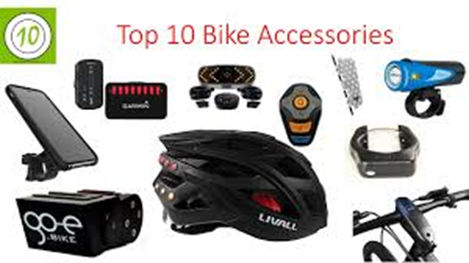 10
Top 10 Bike Accessories
GARMIN
go-e
.BIKE
LIVALL